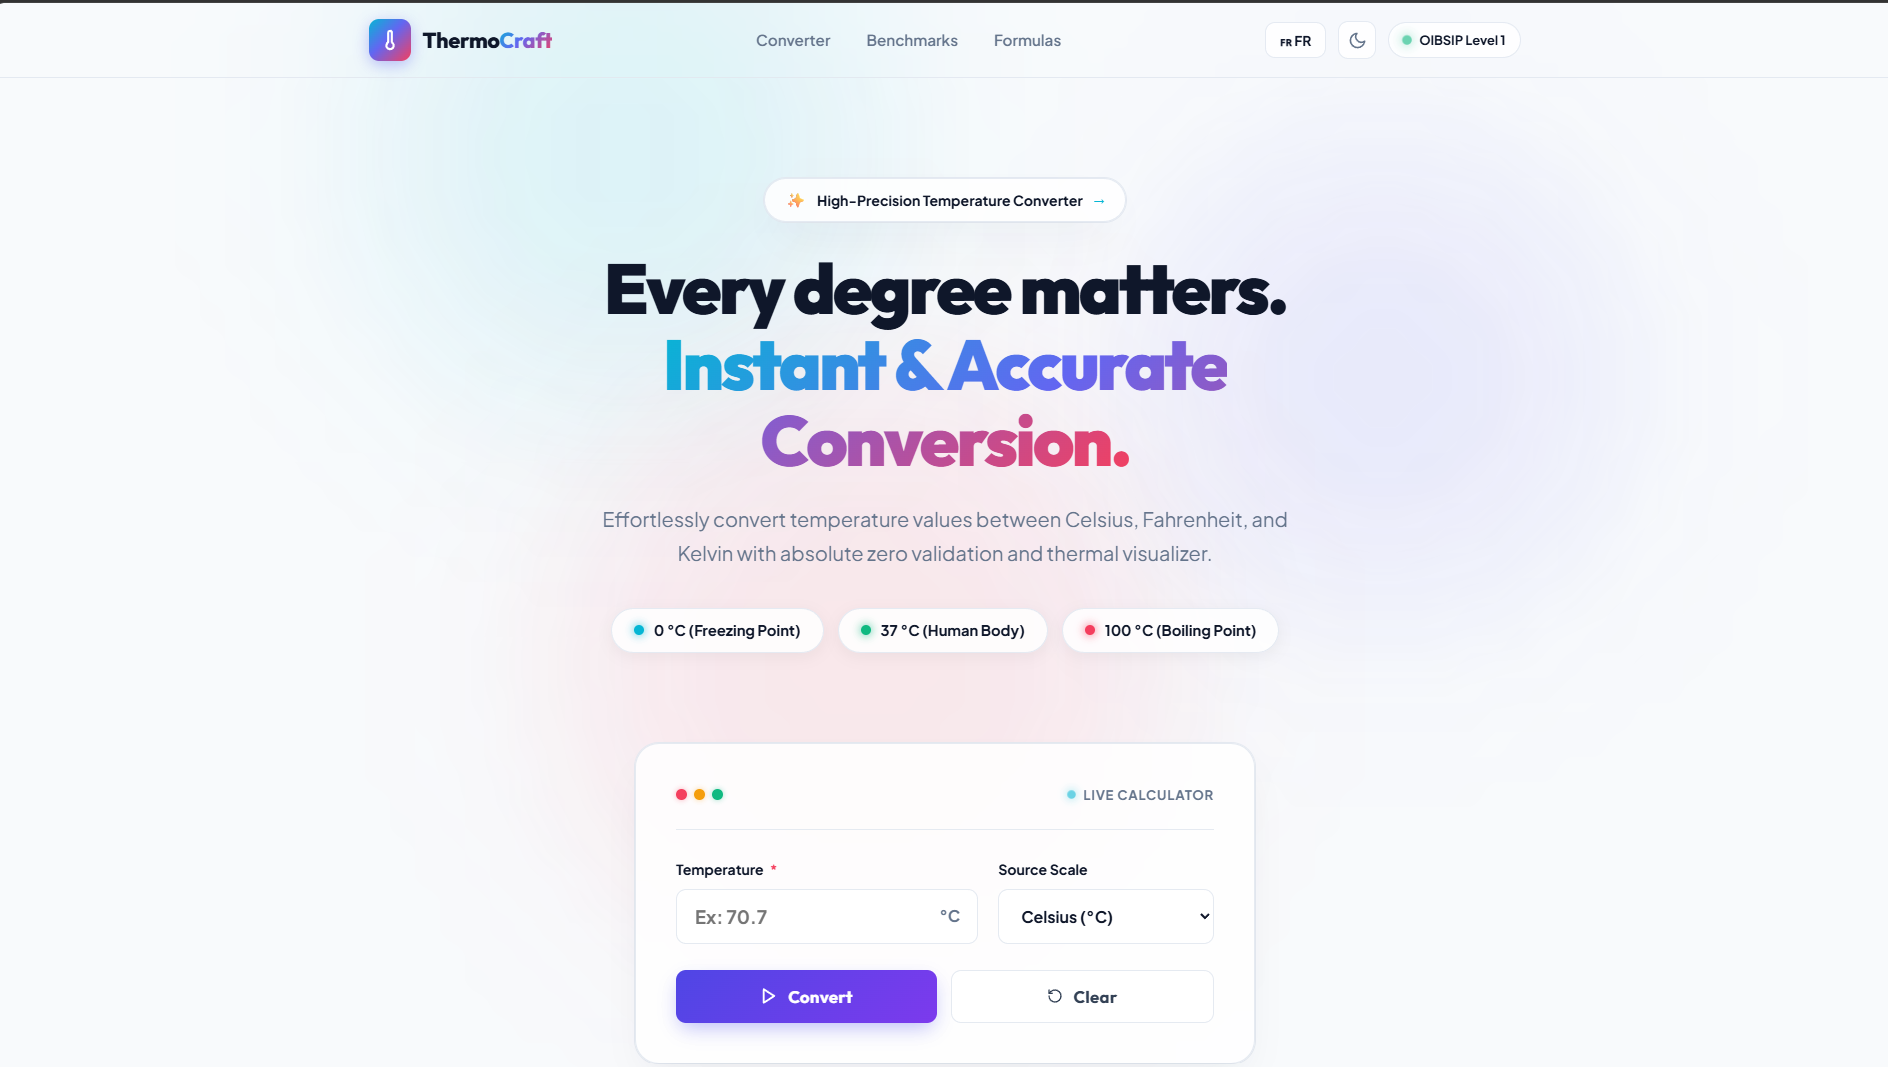 ThermoCraft
Converter
Benchmarks
Formulas
FR FR
OIBSIP Level 1
✨ High-Precision Temperature Converter →
Every degree matters.
Instant & Accurate
Conversion.
Effortlessly convert temperature values between Celsius, Fahrenheit, and
Kelvin with absolute zero validation and thermal visualizer.
0 °C (Freezing Point)
37 °C (Human Body)
100 °C (Boiling Point)
LIVE CALCULATOR
Temperature *
Source Scale
Ex: 70.7
°C
Celsius (°C)
Convert
Clear